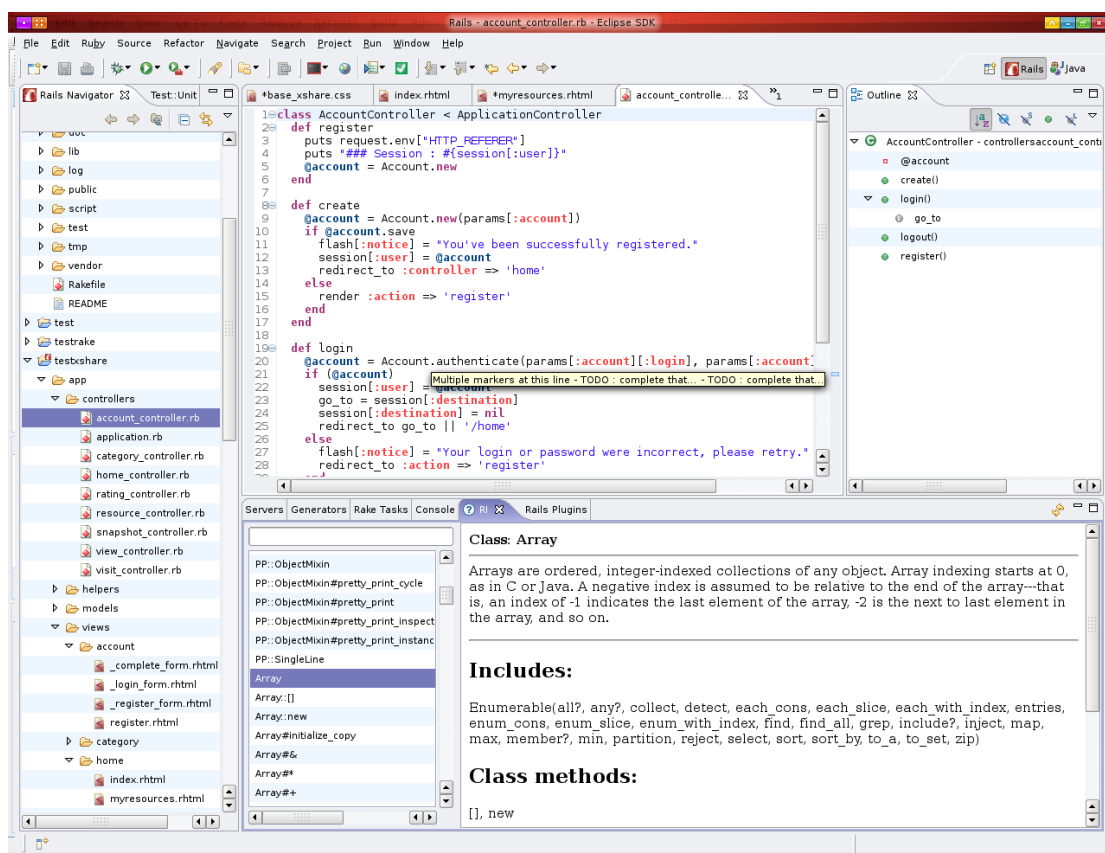 Rails - account_controller.rb - Eclipse SDK
File Edit Ruby Source Refactor Navigate Search Project Run Window Help
Rails Java
Rails Navigator Test::Unit
doc
lib
log
public
script
test
tmp
vendor
Rakefile
README
test
testrake
testxshare
app
controllers
account_controller.rb
application.rb
category_controller.rb
home_controller.rb
rating_controller.rb
resource_controller.rb
snapshot_controller.rb
view_controller.rb
visit_controller.rb
helpers
models
views
account
_complete_form.rhtml
_login_form.rhtml
_register_form.rhtml
register.rhtml
category
home
index.rhtml
myresources.rhtml
*base_xshare.css index.rhtml *myresources.rhtml account_controlle... »1
1 class AccountController < ApplicationController
2 def register
3 puts request.env["HTTP_REFERER"]
4 puts "### Session : #{session[:user]}"
5 @account = Account.new
6 end
7
8 def create
9 @account = Account.new(params[:account])
10 if @account.save
11 flash[:notice] = "You've been successfully registered."
12 session[:user] = @account
13 redirect_to :controller => 'home'
14 else
15 render :action => 'register'
16 end
17 end
18
19 def login
20 @account = Account.authenticate(params[:account][:login], params[:account]
21 if (@account)
Multiple markers at this line - TODO : complete that... - TODO : complete that...
22 session[:user] = @account
23 go_to = session[:destination]
24 session[:destination] = nil
25 redirect_to go_to || '/home'
26 else
27 flash[:notice] = "Your login or password were incorrect, please retry."
28 redirect_to :action => 'register'
Outline
AccountController - controllersaccount_cont
@account
create()
login()
go_to
logout()
register()
Servers Generators Rake Tasks Console RI Rails Plugins
PP::ObjectMixin
PP::ObjectMixin#pretty_print_cycle
PP::ObjectMixin#pretty_print
PP::ObjectMixin#pretty_print_inspect
PP::ObjectMixin#pretty_print_instanc
PP::SingleLine
Array
Array::[]
Array::new
Array#initialize_copy
Array#&
Array#*
Array#+
Class: Array
Arrays are ordered, integer-indexed collections of any object. Array indexing starts at 0,
as in C or Java. A negative index is assumed to be relative to the end of the array---that
is, an index of -1 indicates the last element of the array, -2 is the next to last element in
the array, and so on.
Includes:
Enumerable(all?, any?, collect, detect, each_cons, each_slice, each_with_index, entries,
enum_cons, enum_slice, enum_with_index, find, find_all, grep, include?, inject, map,
max, member?, min, partition, reject, select, sort, sort_by, to_a, to_set, zip)
Class methods:
[], new